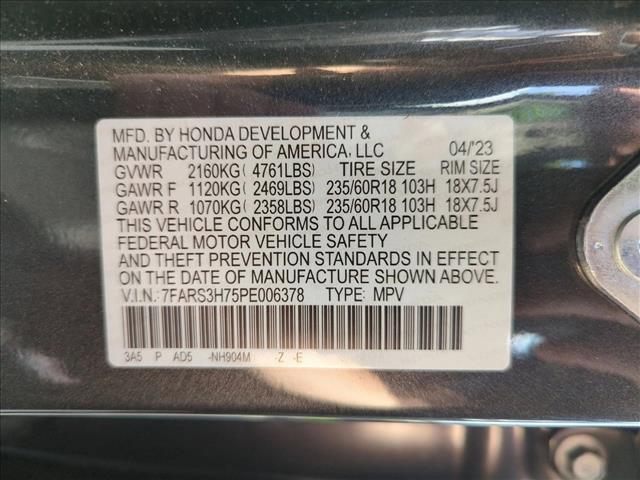 MFD. BY HONDA DEVELOPMENT &
MANUFACTURING OF AMERICA, LLC 04/'23
GVWR 2160KG( 4761LBS) TIRE SIZE RIM SIZE
GAWR F 1120KG( 2469LBS) 235/60R18 103H 18X7.5J
GAWR R 1070KG( 2358LBS) 235/60R18 103H 18X7.5J
THIS VEHICLE CONFORMS TO ALL APPLICABLE
FEDERAL MOTOR VEHICLE SAFETY
AND THEFT PREVENTION STANDARDS IN EFFECT
ON THE DATE OF MANUFACTURE SHOWN ABOVE.
V.I.N.:7FARS3H75PE006378 TYPE: MPV
3A5 P AD5 -NH904M -Z -E